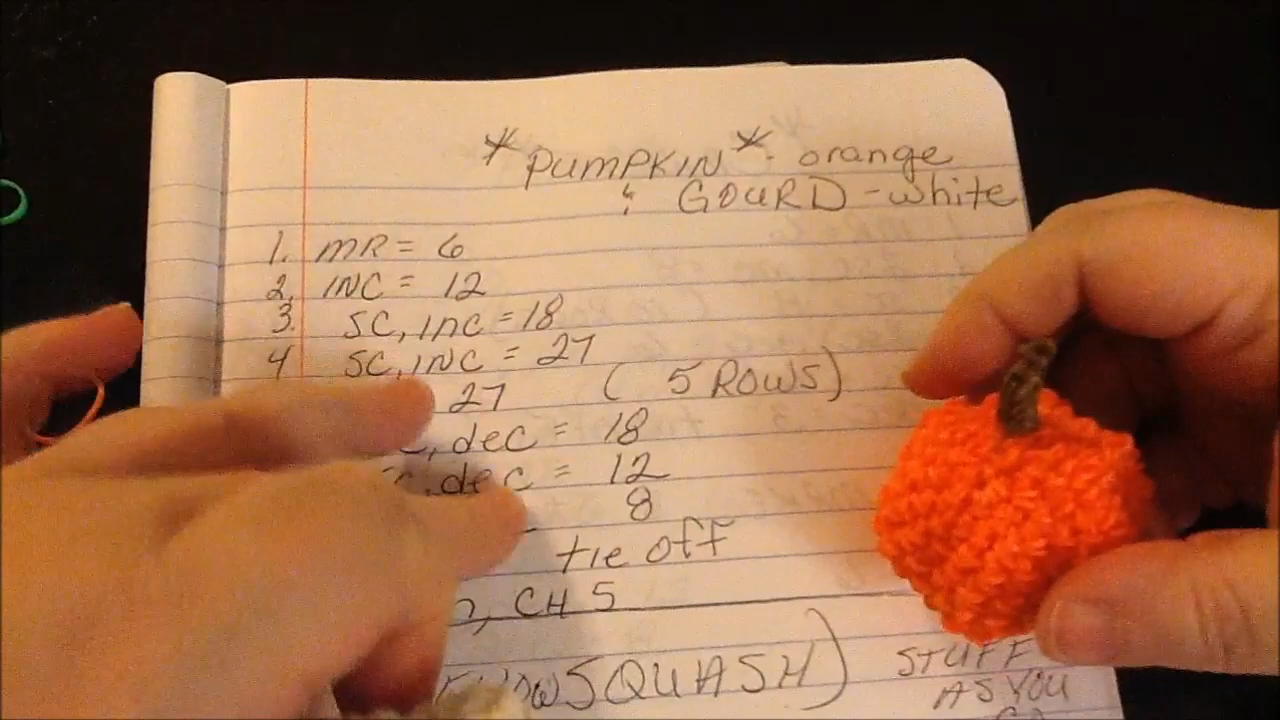 *PUMPKIN* - orange
& GOURD - white
1. MR = 6
2. INC = 12
3. SC, INC = 18
4 SC, INC = 27
27 (5 ROWS)
, dec = 18
, dec = 12
8
tie off
, CH 5
SQUASH)
STUFF
AS YOU